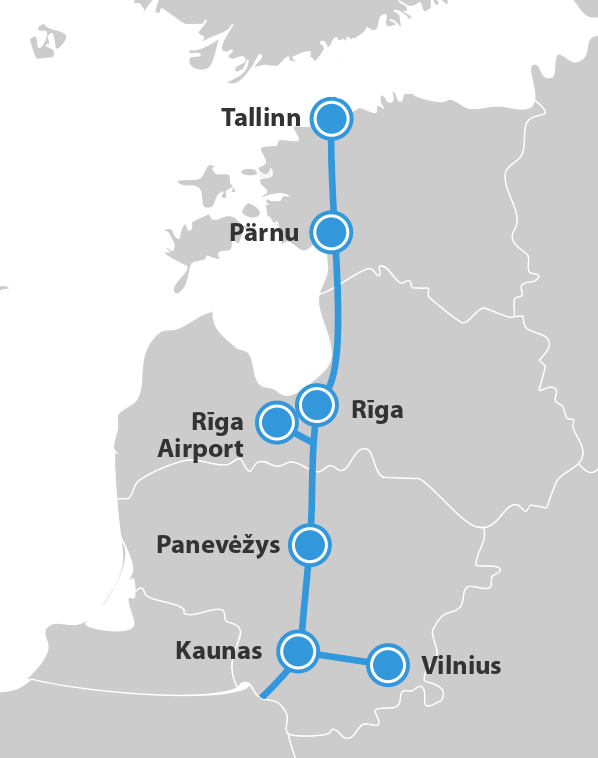 Tallinn
Pärnu
Rīga
Rīga
Airport
Panevėžys
Kaunas
Vilnius